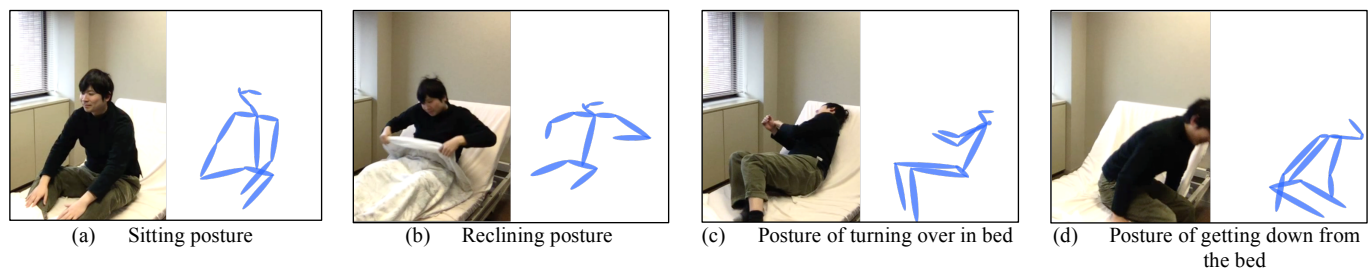 (a) Sitting posture
(b) Reclining posture
(c) Posture of turning over in bed
(d) Posture of getting down from
the bed